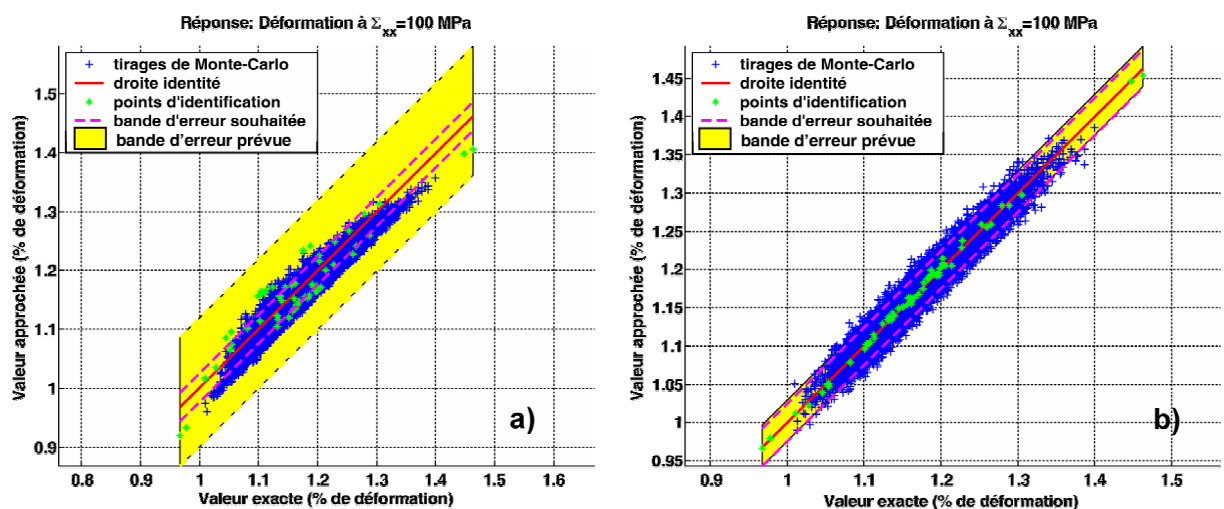 a)
Réponse: Déformation à Σxx=100 MPa
tirages de Monte-Carlo
droite identité
points d'identification
bande d'erreur souhaitée
bande d'erreur prévue
Valeur approchée (% de déformation)
1.5
1.4
1.3
1.2
1.1
1
0.9
a)
0.9
1
1.1
1.2
1.3
1.4
1.5
1.6
Valeur exacte (% de déformation)
b)
Réponse: Déformation à Σxx=100 MPa
tirages de Monte-Carlo
droite identité
points d'identification
bande d'erreur souhaitée
bande d'erreur prévue
Valeur approchée (% de déformation)
1.45
1.4
1.35
1.3
1.25
1.2
1.15
1.1
1.05
1
0.95
b)
0.9
1
1.1
1.2
1.3
1.4
1.5
Valeur exacte (% de déformation)